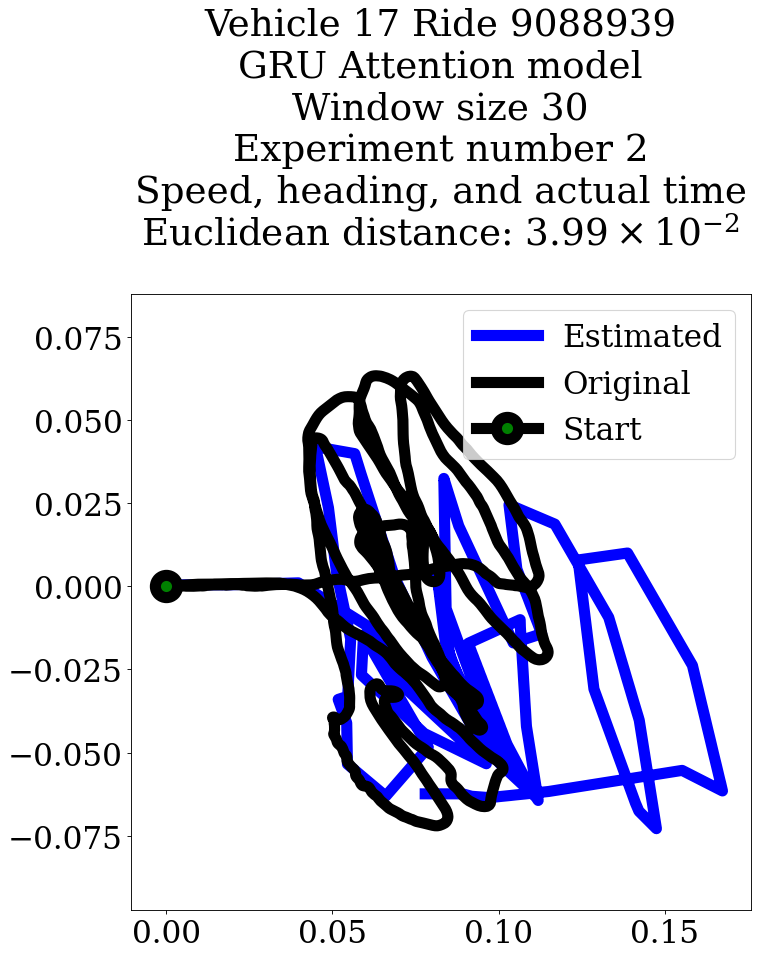 Vehicle 17 Ride 9088939
GRU Attention model
Window size 30
Experiment number 2
Speed, heading, and actual time
Euclidean distance: 3.99 × 10⁻²
Estimated
Original
Start
0.075
0.050
0.025
0.000
−0.025
−0.050
−0.075
0.00 0.05 0.10 0.15